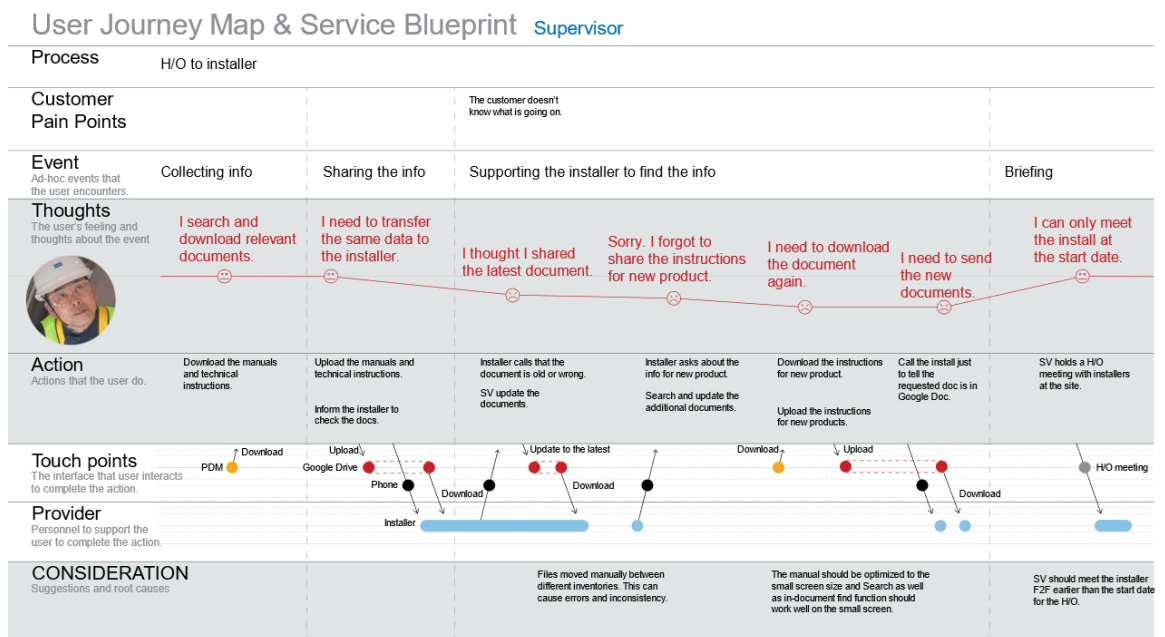 User Journey Map & Service Blueprint Supervisor
Process
H/O to installer
Customer
Pain Points
The customer doesn't
know what is going on.
Event
Ad-hoc events that
the user encounters.
Collecting info
Sharing the info
Supporting the installer to find the info
Briefing
Thoughts
The user's feeling and
thoughts about the event
I search and
download relevant
documents.
I need to transfer
the same data to
the installer.
I thought I shared
the latest document.
Sorry. I forgot to
share the instructions
for new product.
I need to download
the document
again.
I need to send
the new
documents.
I can only meet
the install at
the start date.
Action
Actions that the user do.
Download the manuals
and technical
instructions.
Upload the manuals and
technical instructions.
Inform the installer to
check the docs.
Installer calls that the
document is old or wrong.
SV update the
documents.
Installer asks about the
info for new product.
Search and update the
additional documents.
Download the instructions
for new product.
Upload the instructions
for new products.
Call the install just
to tell the
requested doc is in
Google Doc.
SV holds a H/O
meeting with installers
at the site.
Touch points
The interface that user interacts
to complete the action.
PDM
Download
Upload
Google Drive
Phone
Download
Update to the latest
Download
Download
Upload
Download
H/O meeting
Provider
Personnel to support the
user to complete the action.
Installer
CONSIDERATION
Suggestions and root causes
Files moved manually between
different inventories. This can
cause errors and inconsistency.
The manual should be optimized to the
small screen size and Search as well
as in-document find function should
work well on the small screen.
SV should meet the installer
F2F earlier than the start date
for the H/O.